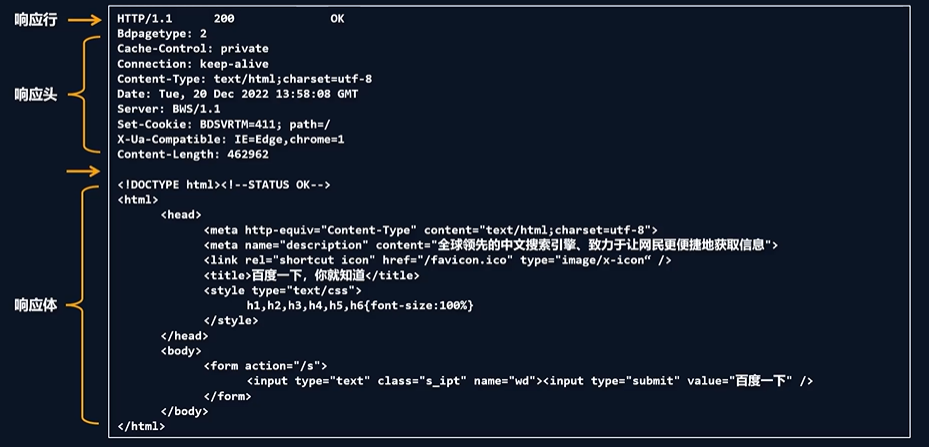 响应行
HTTP/1.1 200 OK
Bdpagetype: 2
Cache-Control: private
Connection: keep-alive
Content-Type: text/html;charset=utf-8
响应头
Date: Tue, 20 Dec 2022 13:58:08 GMT
Server: BWS/1.1
Set-Cookie: BDSVRTM=411; path=/
X-Ua-Compatible: IE=Edge,chrome=1
Content-Length: 462962
<!DOCTYPE html><!--STATUS OK-->
<html>
<head>
<meta http-equiv="Content-Type" content="text/html;charset=utf-8">
<meta name="description" content="全球领先的中文搜索引擎、致力于让网民更便捷地获取信息">
<link rel="shortcut icon" href="/favicon.ico" type="image/x-icon“ />
<title>百度一下，你就知道</title>
<style type="text/css">
响应体
h1,h2,h3,h4,h5,h6{font-size:100%}
</style>
</head>
<body>
<form action="/s">
<input type="text" class="s_ipt" name="wd"><input type="submit" value="百度一下" />
</form>
</body>
</html>